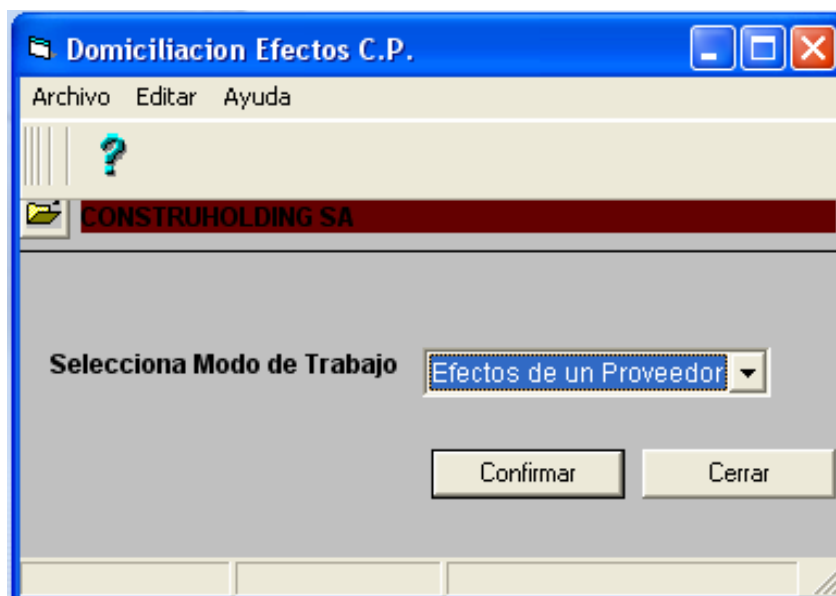 Domiciliacion Efectos C.P.
Archivo Editar Ayuda
CONSTRUHOLDING SA
Selecciona Modo de Trabajo
Efectos de un Proveedor
Confirmar Cerrar